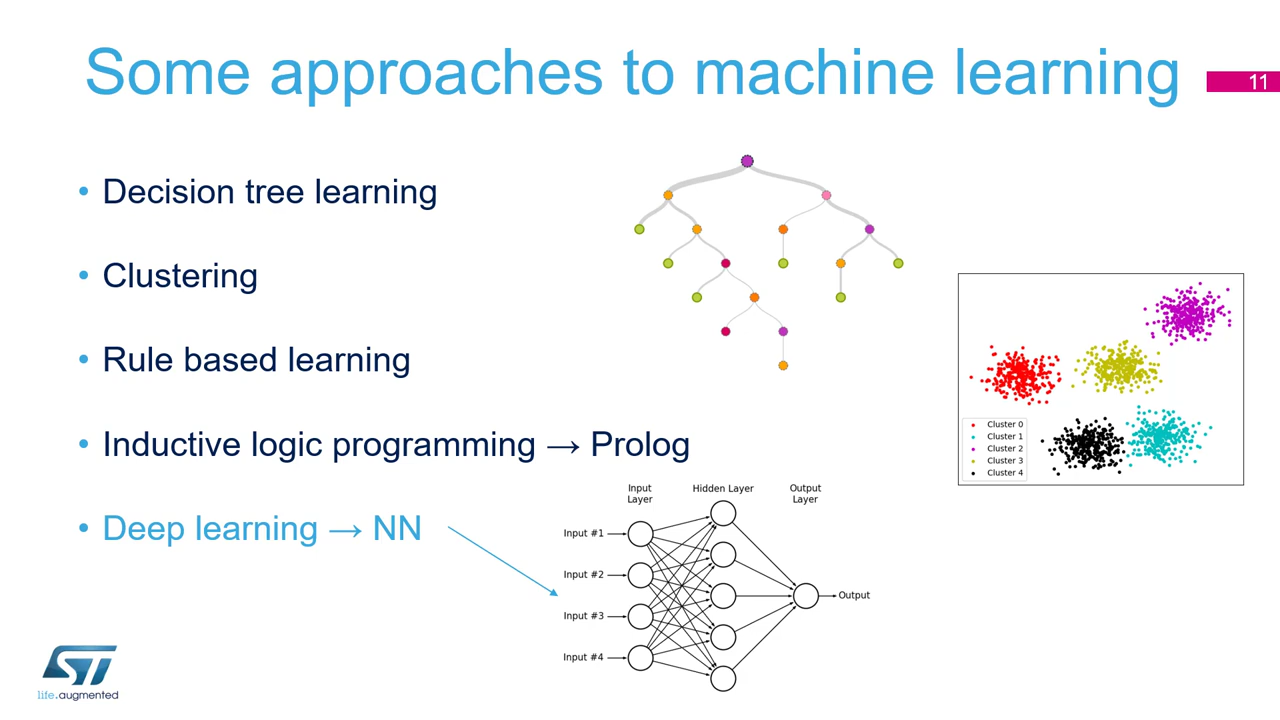 Some approaches to machine learning
11
• Decision tree learning
• Clustering
• Rule based learning
• Inductive logic programming → Prolog
• Deep learning → NN
Cluster 0
Cluster 1
Cluster 2
Cluster 3
Cluster 4
Input
Layer
Hidden Layer
Output
Layer
Input #1
Input #2
Input #3
Input #4
Output
ST
life.augmented